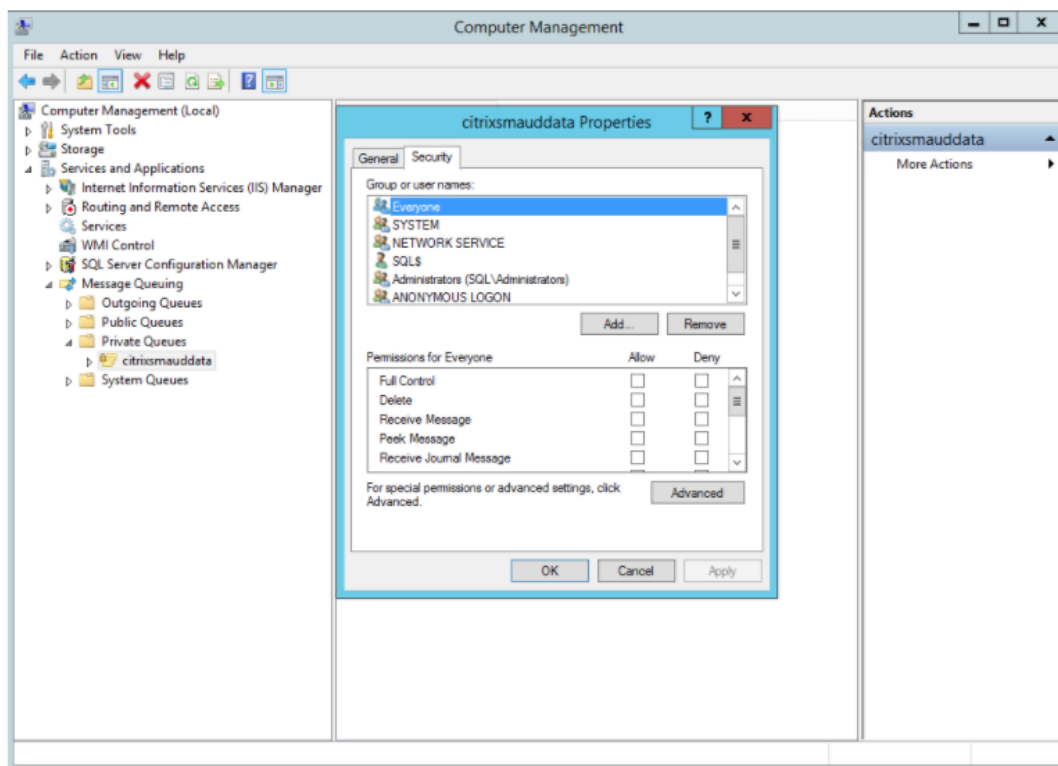 Computer Management
File Action View Help
Computer Management (Local)
System Tools
Storage
Services and Applications
Internet Information Services (IIS) Manager
Routing and Remote Access
Services
WMI Control
SQL Server Configuration Manager
Message Queuing
Outgoing Queues
Public Queues
Private Queues
citrixsmauddata
System Queues
citrixsmauddata Properties
? x
General Security
Group or user names:
Everyone
SYSTEM
NETWORK SERVICE
SQL$
Administrators (SQL\Administrators)
ANONYMOUS LOGON
Add... Remove
Permissions for Everyone Allow Deny
Full Control
Delete
Receive Message
Peek Message
Receive Journal Message
For special permissions or advanced settings, click
Advanced.
Advanced
OK Cancel Apply
Actions
citrixsmauddata
More Actions